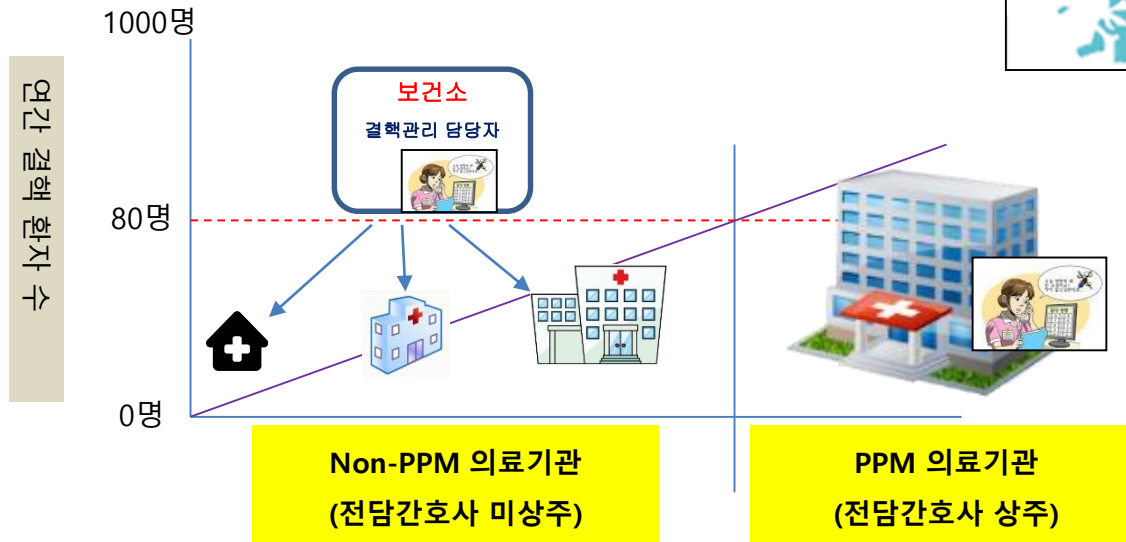 1000명
연간 결핵 환자 수
보건소
결핵관리 담당자
80명
0명
Non-PPM 의료기관
(전담간호사 미상주)
PPM 의료기관
(전담간호사 상주)